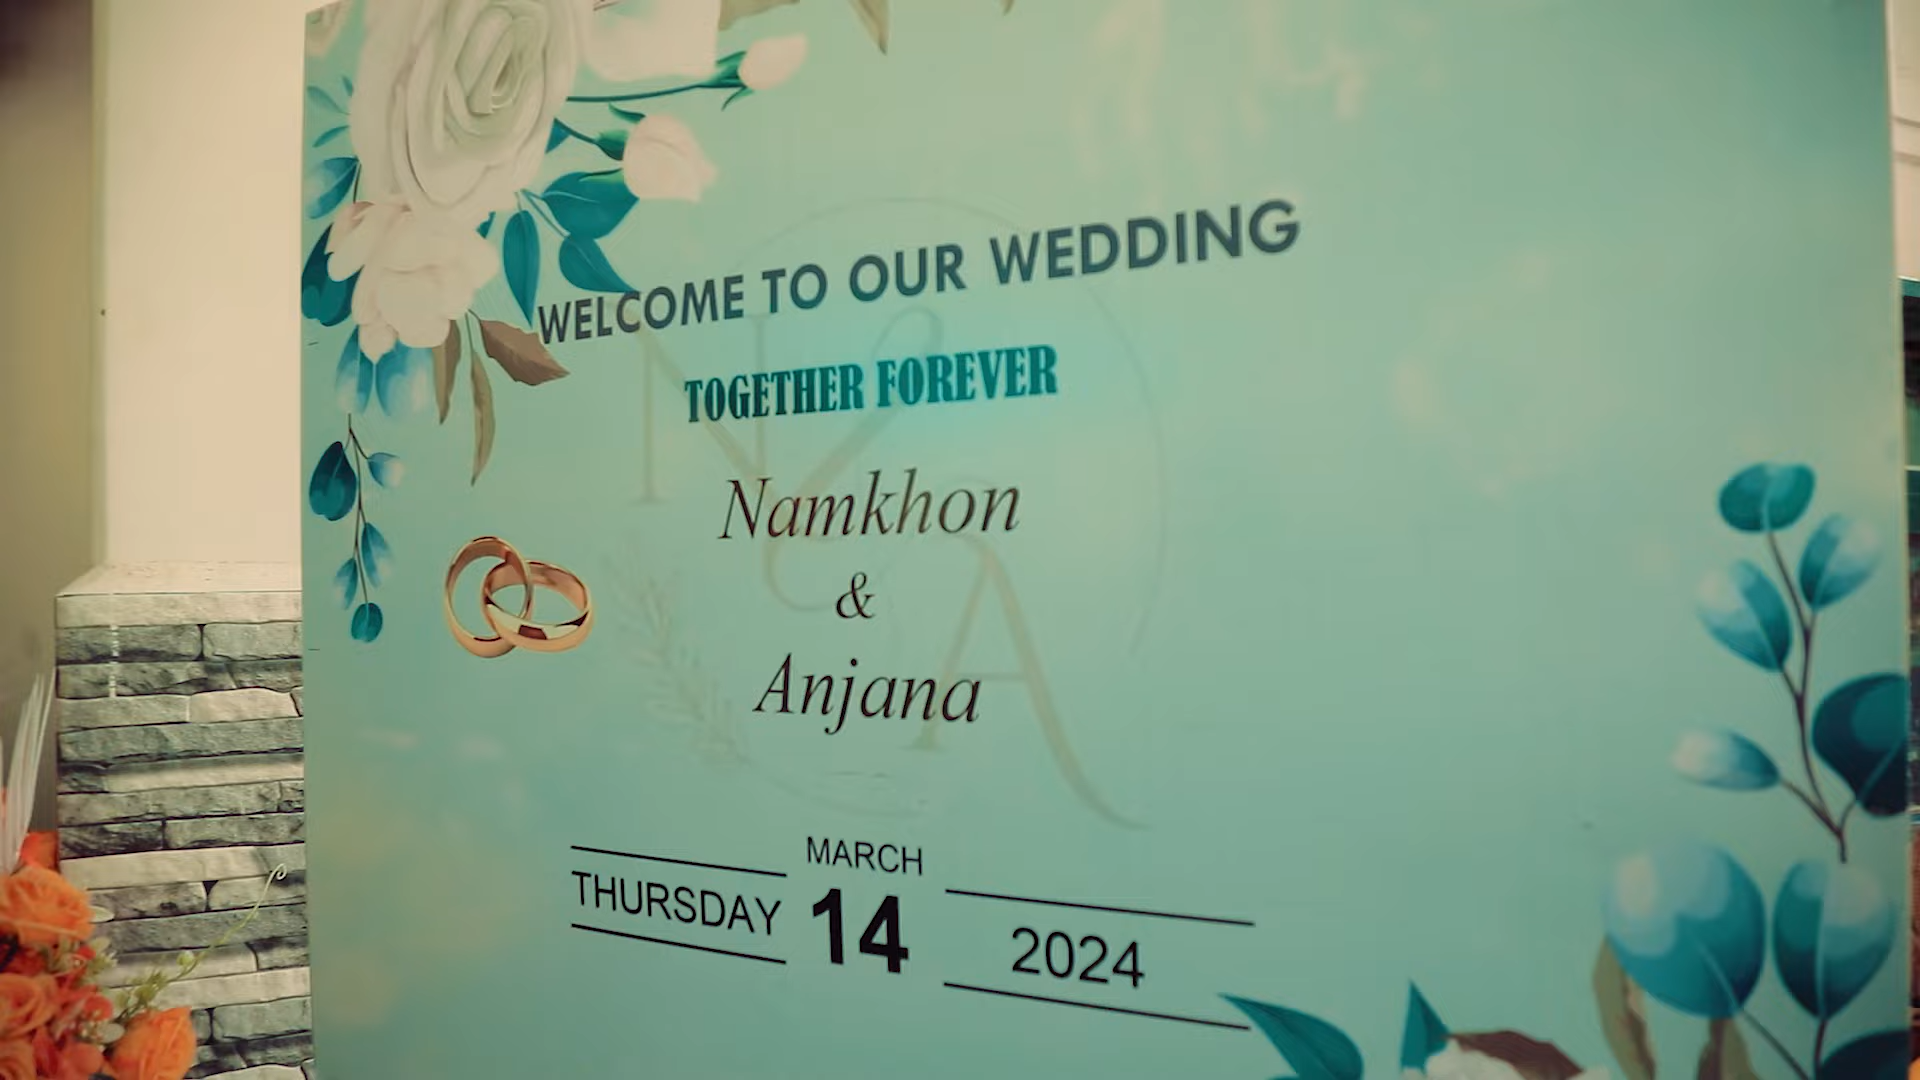 WELCOME TO OUR WEDDING
TOGETHER FOREVER
N & A
Namkhon
&
Anjana
MARCH
THURSDAY 14 2024